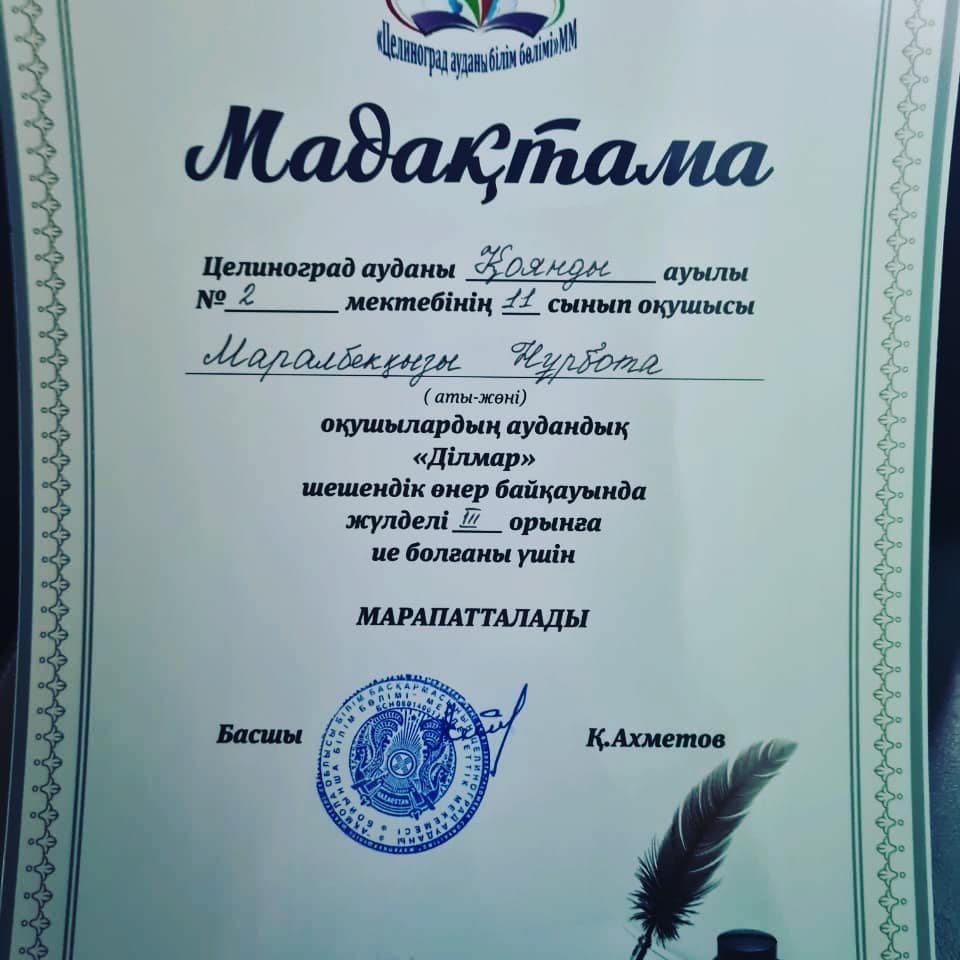 «Целиноград ауданы білім бөлімі» ММ
Мадақтама
Целиноград ауданы Қоянды ауылы
№ 2 мектебінің 11 сынып оқушысы
Маралбекқызы Нұрбота
( аты-жөні)
оқушылардың аудандық
«Ділмар»
шешендік өнер байқауында
жүлделі III орынға
ие болғаны үшін
МАРАПАТТАЛАДЫ
Басшы
Қ.Ахметов
KAZAKHSTAN